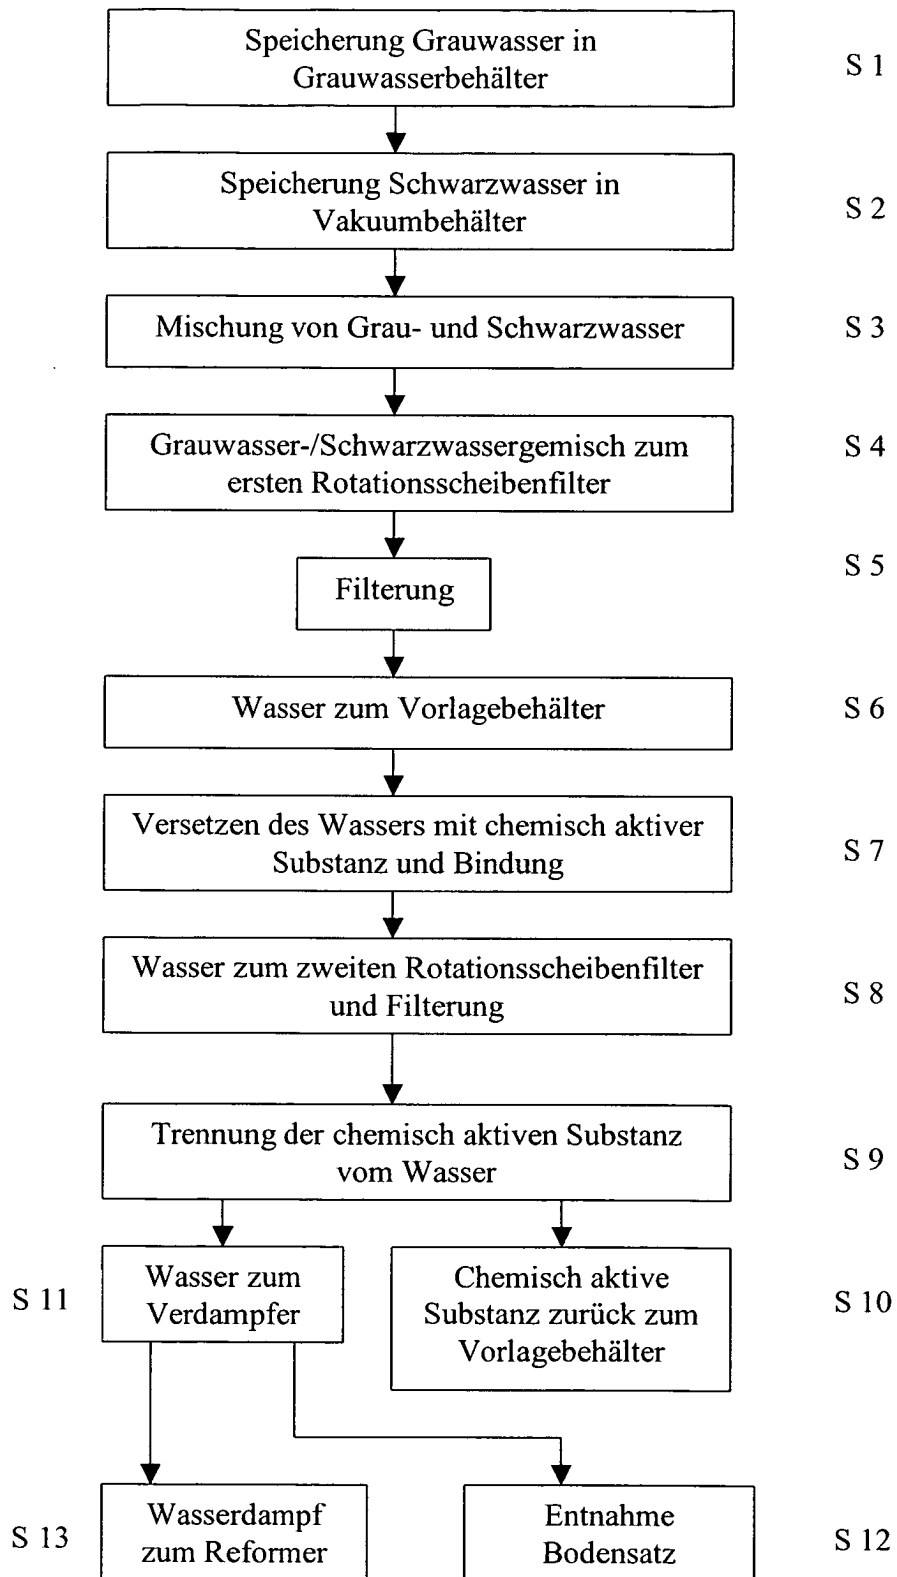 Speicherung Grauwasser in
Grauwasserbehälter
S 1
Speicherung Schwarzwasser in
Vakuumbehälter
S 2
Mischung von Grau- und Schwarzwasser
S 3
Grauwasser-/Schwarzwassergemisch zum
ersten Rotationsscheibenfilter
S 4
Filterung
S 5
Wasser zum Vorlagebehälter
S 6
Versetzen des Wassers mit chemisch aktiver
Substanz und Bindung
S 7
Wasser zum zweiten Rotationsscheibenfilter
und Filterung
S 8
Trennung der chemisch aktiven Substanz
vom Wasser
S 9
S 11
Wasser zum
Verdampfer
Chemisch aktive
Substanz zurück zum
Vorlagebehälter
S 10
S 13
Wasserdampf
zum Reformer
Entnahme
Bodensatz
S 12